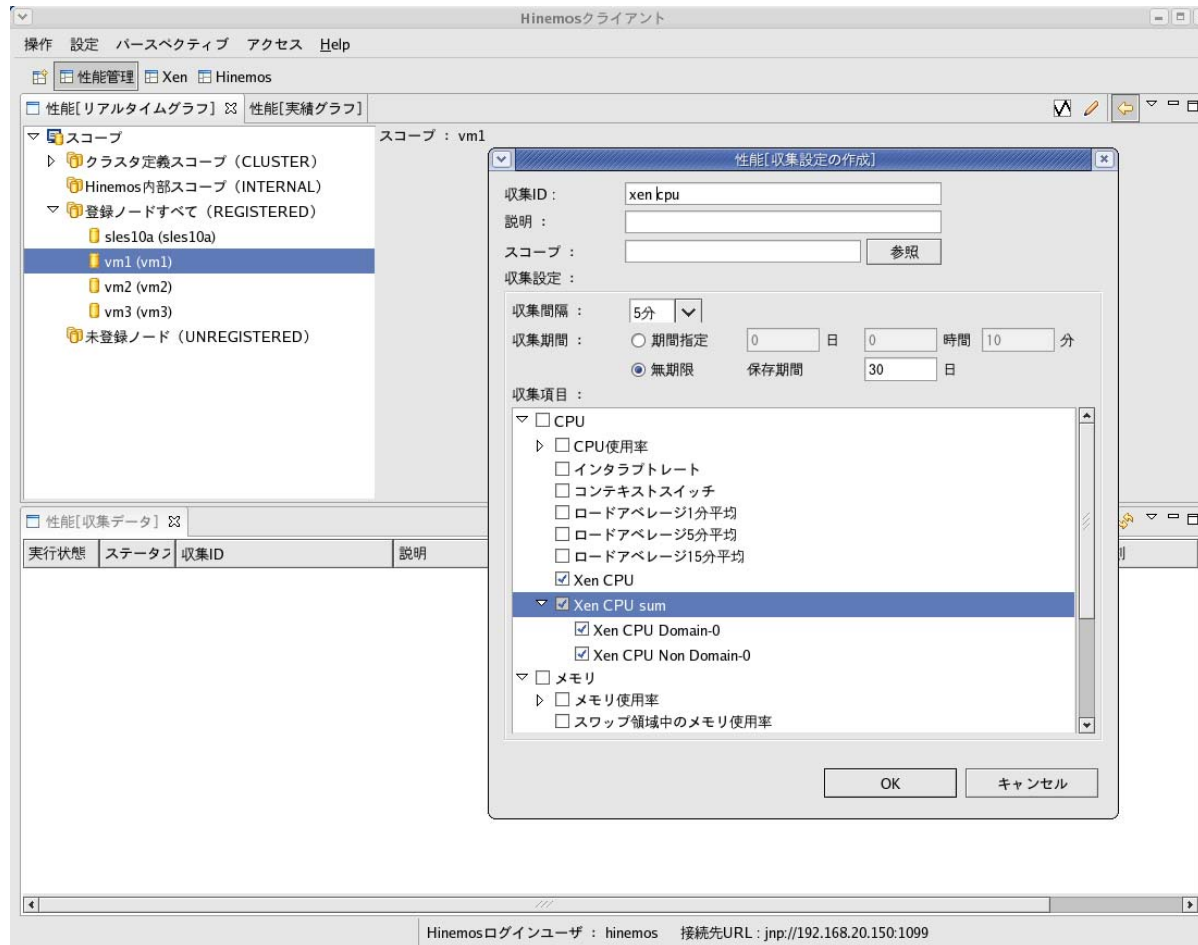 Hinemosクライアント
操作 設定 パースペクティブ アクセス Help
性能管理 Xen Hinemos
性能[リアルタイムグラフ] 性能[実績グラフ]
スコープ
クラスタ定義スコープ (CLUSTER)
Hinemos内部スコープ (INTERNAL)
登録ノードすべて (REGISTERED)
sles10a (sles10a)
vm1 (vm1)
vm2 (vm2)
vm3 (vm3)
未登録ノード (UNREGISTERED)
スコープ : vm1
性能[収集設定の作成]
収集ID : xen cpu
説明 :
スコープ : 参照
収集設定 :
収集間隔 : 5分
収集期間 : 期間指定 0 日 0 時間 10 分
無期限 保存期間 30 日
収集項目 :
CPU
CPU使用率
インタラプトレート
コンテキストスイッチ
ロードアベレージ1分平均
ロードアベレージ5分平均
ロードアベレージ15分平均
Xen CPU
Xen CPU sum
Xen CPU Domain-0
Xen CPU Non Domain-0
メモリ
メモリ使用率
スワップ領域中のメモリ使用率
OK キャンセル
性能[収集データ]
実行状態 ステータス 収集ID 説明
Hinemosログインユーザ : hinemos 接続先URL : jnp://192.168.20.150:1099